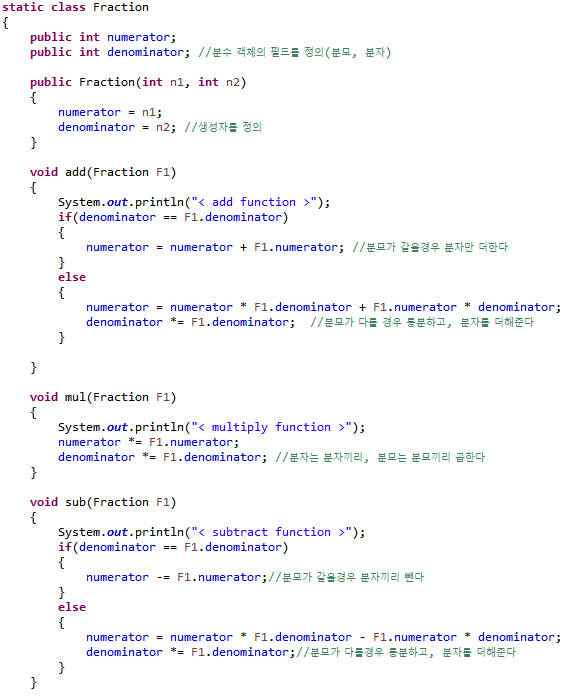 static class Fraction
{
    public int numerator;
    public int denominator; //분수 객체의 필드를 정의(분모, 분자)

    public Fraction(int n1, int n2)
    {
        numerator = n1;
        denominator = n2; //생성자를 정의
    }

    void add(Fraction F1)
    {
        System.out.println("< add function >");
        if(denominator == F1.denominator)
        {
            numerator = numerator + F1.numerator; //분모가 같을경우 분자만 더한다
        }
        else
        {
            numerator = numerator * F1.denominator + F1.numerator * denominator;
            denominator *= F1.denominator;  //분모가 다를 경우 통분하고, 분자를 더해준다
        }

    }

    void mul(Fraction F1)
    {
        System.out.println("< multiply function >");
        numerator *= F1.numerator;
        denominator *= F1.denominator; //분자는 분자끼리, 분모는 분모끼리 곱한다
    }

    void sub(Fraction F1)
    {
        System.out.println("< subtract function >");
        if(denominator == F1.denominator)
        {
            numerator -= F1.numerator;//분모가 같을경우 분자끼리 뺀다
        }
        else
        {
            numerator = numerator * F1.denominator - F1.numerator * denominator;
            denominator *= F1.denominator;//분모가 다를경우 통분하고, 분자를 더해준다
        }
    }